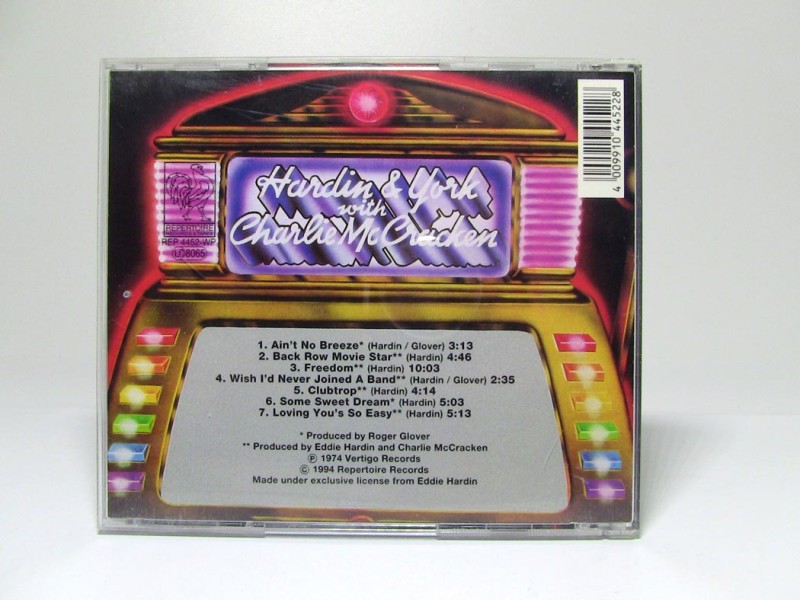 4 009910 445228
Hardin & York
with
Charlie McCracken
REPERTOIRE
REP 4452-WP
1. Ain't No Breeze* (Hardin / Glover) 3:13
2. Back Row Movie Star** (Hardin) 4:46
3. Freedom** (Hardin) 10:03
4. Wish I'd Never Joined A Band** (Hardin / Glover) 2:35
5. Clubtrop** (Hardin) 4:14
6. Some Sweet Dream* (Hardin) 5:03
7. Loving You's So Easy** (Hardin) 5:13
* Produced by Roger Glover
** Produced by Eddie Hardin and Charlie McCracken
Ⓟ 1974 Vertigo Records
© 1994 Repertoire Records
Made under exclusive license from Eddie Hardin